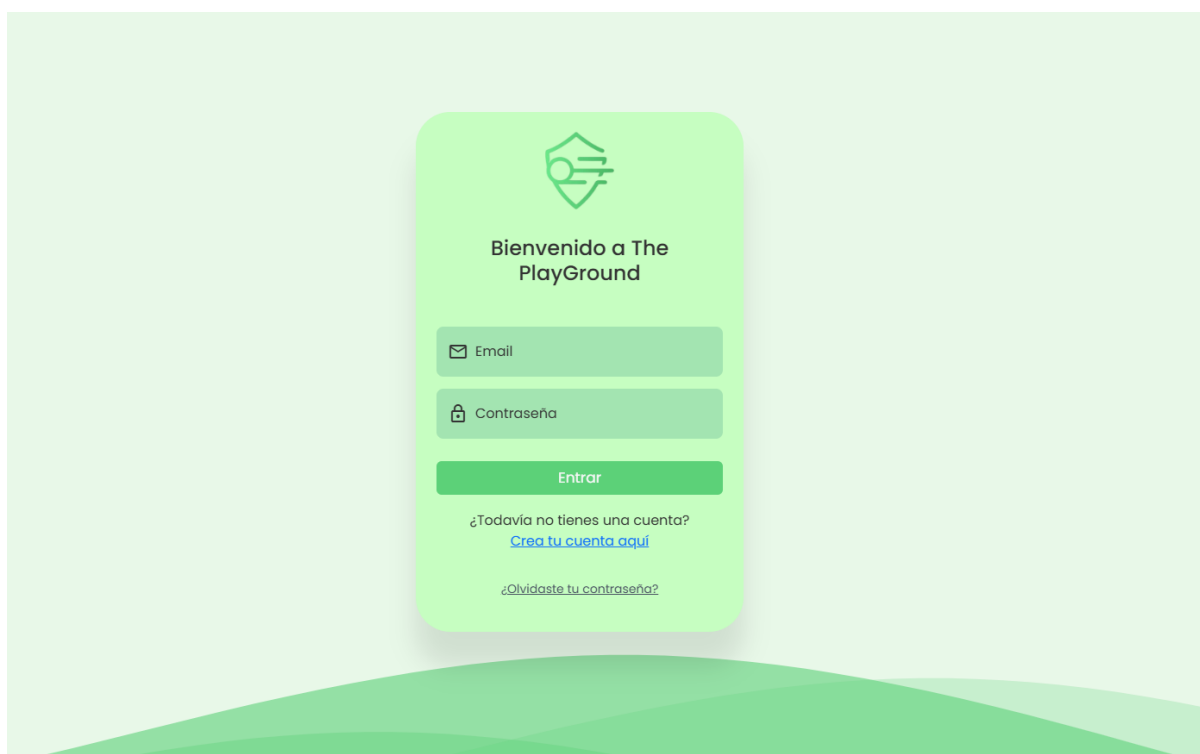 Bienvenido a The
PlayGround
Email
Contraseña
Entrar
¿Todavía no tienes una cuenta?
Crea tu cuenta aquí
¿Olvidaste tu contraseña?